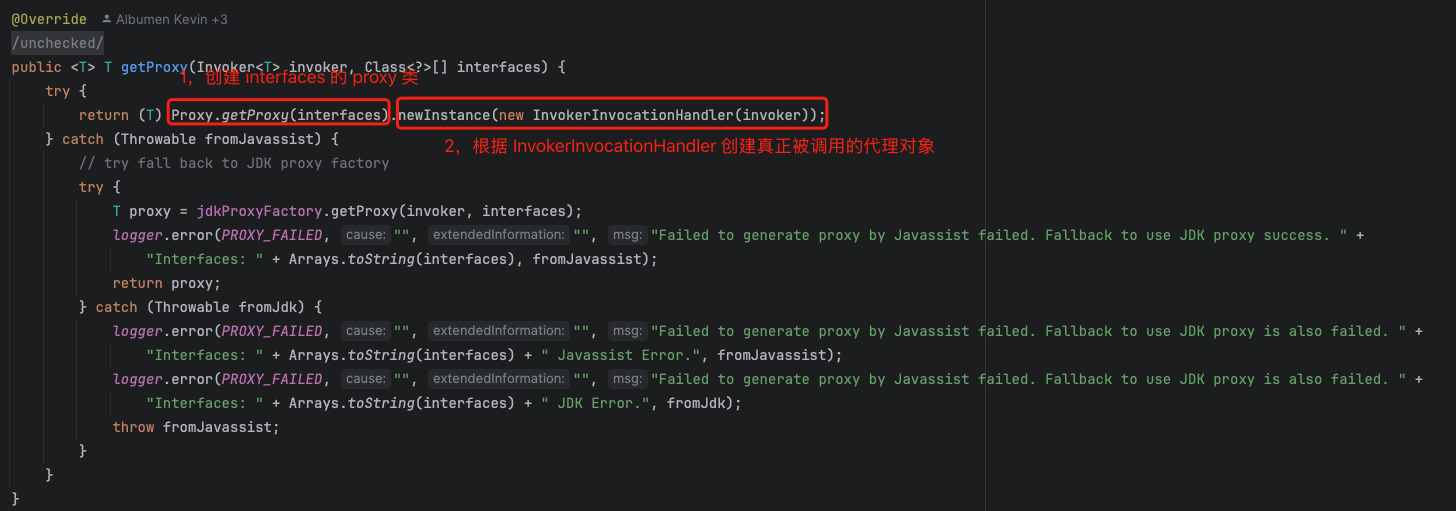 @Override Albumen Kevin +3
/unchecked/
public <T> T getProxy(Invoker<T> invoker, Class<?>[] interfaces) {
1，创建 interfaces 的 proxy 类
try {
return (T) Proxy.getProxy(interfaces).newInstance(new InvokerInvocationHandler(invoker));
} catch (Throwable fromJavassist) {
2，根据 InvokerInvocationHandler 创建真正被调用的代理对象
// try fall back to JDK proxy factory
try {
T proxy = jdkProxyFactory.getProxy(invoker, interfaces);
logger.error(PROXY_FAILED, cause: "", extendedInformation: "", msg: "Failed to generate proxy by Javassist failed. Fallback to use JDK proxy success. " +
"Interfaces: " + Arrays.toString(interfaces), fromJavassist);
return proxy;
} catch (Throwable fromJdk) {
logger.error(PROXY_FAILED, cause: "", extendedInformation: "", msg: "Failed to generate proxy by Javassist failed. Fallback to use JDK proxy is also failed. " +
"Interfaces: " + Arrays.toString(interfaces) + " Javassist Error.", fromJavassist);
logger.error(PROXY_FAILED, cause: "", extendedInformation: "", msg: "Failed to generate proxy by Javassist failed. Fallback to use JDK proxy is also failed. " +
"Interfaces: " + Arrays.toString(interfaces) + " JDK Error.", fromJdk);
throw fromJavassist;
}
}
}